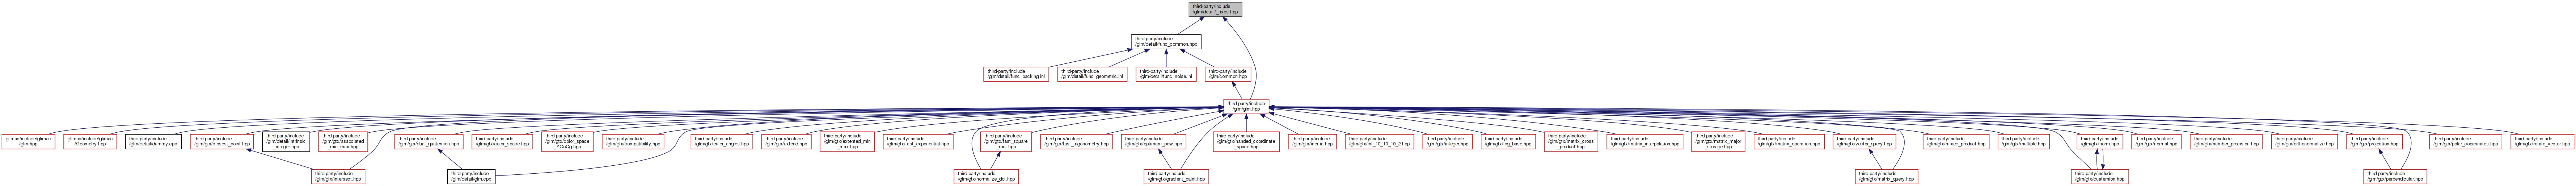 third-party/include
/glm/detail/_fixes.hpp
third-party/include
/glm/detail/func_common.hpp
third-party/include
/glm/detail/func_packing.inl
third-party/include
/glm/detail/func_geometric.inl
third-party/include
/glm/detail/func_noise.inl
third-party/include
/glm/common.hpp
third-party/include
/glm/glm.hpp
glimac/include/glimac
/glm.hpp
glimac/include/glimac
/Geometry.hpp
third-party/include
/glm/detail/dummy.cpp
third-party/include
/glm/gtx/closest_point.hpp
third-party/include
/glm/detail/intrinsic
_integer.hpp
third-party/include
/glm/gtx/associated
_min_max.hpp
third-party/include
/glm/gtx/dual_quaternion.hpp
third-party/include
/glm/gtx/color_space.hpp
third-party/include
/glm/gtx/color_space
_YCoCg.hpp
third-party/include
/glm/gtx/compatibility.hpp
third-party/include
/glm/gtx/euler_angles.hpp
third-party/include
/glm/gtx/extend.hpp
third-party/include
/glm/gtx/extented_min
_max.hpp
third-party/include
/glm/gtx/fast_exponential.hpp
third-party/include
/glm/gtx/fast_square
_root.hpp
third-party/include
/glm/gtx/fast_trigonometry.hpp
third-party/include
/glm/gtx/optimum_pow.hpp
third-party/include
/glm/gtx/handed_coordinate
_space.hpp
third-party/include
/glm/gtx/inertia.hpp
third-party/include
/glm/gtx/int_10_10_10_2.hpp
third-party/include
/glm/gtx/integer.hpp
third-party/include
/glm/gtx/log_base.hpp
third-party/include
/glm/gtx/matrix_cross
_product.hpp
third-party/include
/glm/gtx/matrix_interpolation.hpp
third-party/include
/glm/gtx/matrix_major
_storage.hpp
third-party/include
/glm/gtx/matrix_operation.hpp
third-party/include
/glm/gtx/vector_query.hpp
third-party/include
/glm/gtx/mixed_product.hpp
third-party/include
/glm/gtx/multiple.hpp
third-party/include
/glm/gtx/norm.hpp
third-party/include
/glm/gtx/normal.hpp
third-party/include
/glm/gtx/number_precision.hpp
third-party/include
/glm/gtx/orthonormalize.hpp
third-party/include
/glm/gtx/projection.hpp
third-party/include
/glm/gtx/polar_coordinates.hpp
third-party/include
/glm/gtx/rotate_vector.hpp
third-party/include
/glm/gtx/intersect.hpp
third-party/include
/glm/detail/glm.cpp
third-party/include
/glm/gtx/normalize_dot.hpp
third-party/include
/glm/gtx/gradient_paint.hpp
third-party/include
/glm/gtx/matrix_query.hpp
third-party/include
/glm/gtx/quaternion.hpp
third-party/include
/glm/gtx/perpendicular.hpp